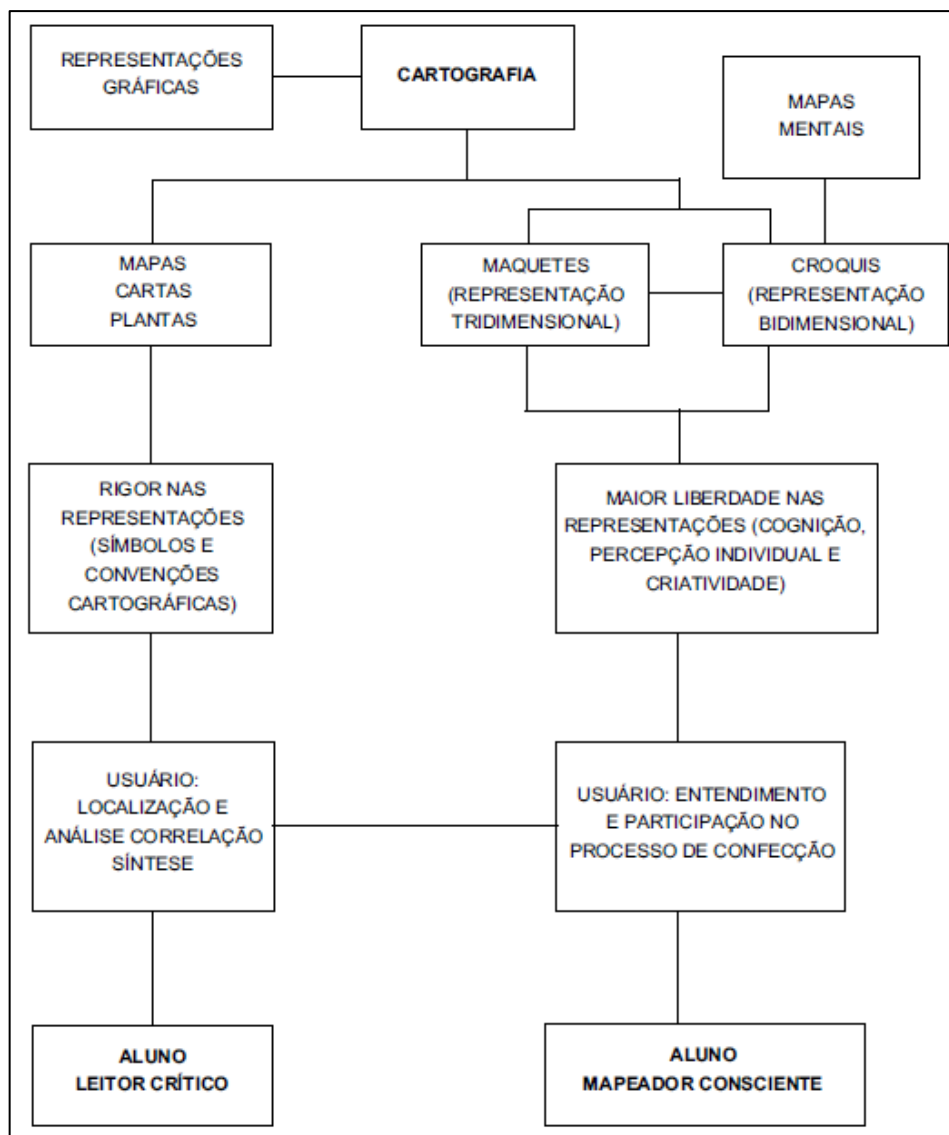 REPRESENTAÇÕES
GRÁFICAS
CARTOGRAFIA
MAPAS
MENTAIS
MAPAS
CARTAS
PLANTAS
MAQUETES
(REPRESENTAÇÃO
TRIDIMENSIONAL)
CROQUIS
(REPRESENTAÇÃO
BIDIMENSIONAL)
RIGOR NAS
REPRESENTAÇÕES
(SÍMBOLOS E
CONVENÇÕES
CARTOGRÁFICAS)
MAIOR LIBERDADE NAS
REPRESENTAÇÕES (COGNIÇÃO,
PERCEPÇÃO INDIVIDUAL E
CRIATIVIDADE)
USUÁRIO:
LOCALIZAÇÃO E
ANÁLISE CORRELAÇÃO
SÍNTESE
USUÁRIO: ENTENDIMENTO
E PARTICIPAÇÃO NO
PROCESSO DE CONFECÇÃO
ALUNO
LEITOR CRÍTICO
ALUNO
MAPEADOR CONSCIENTE